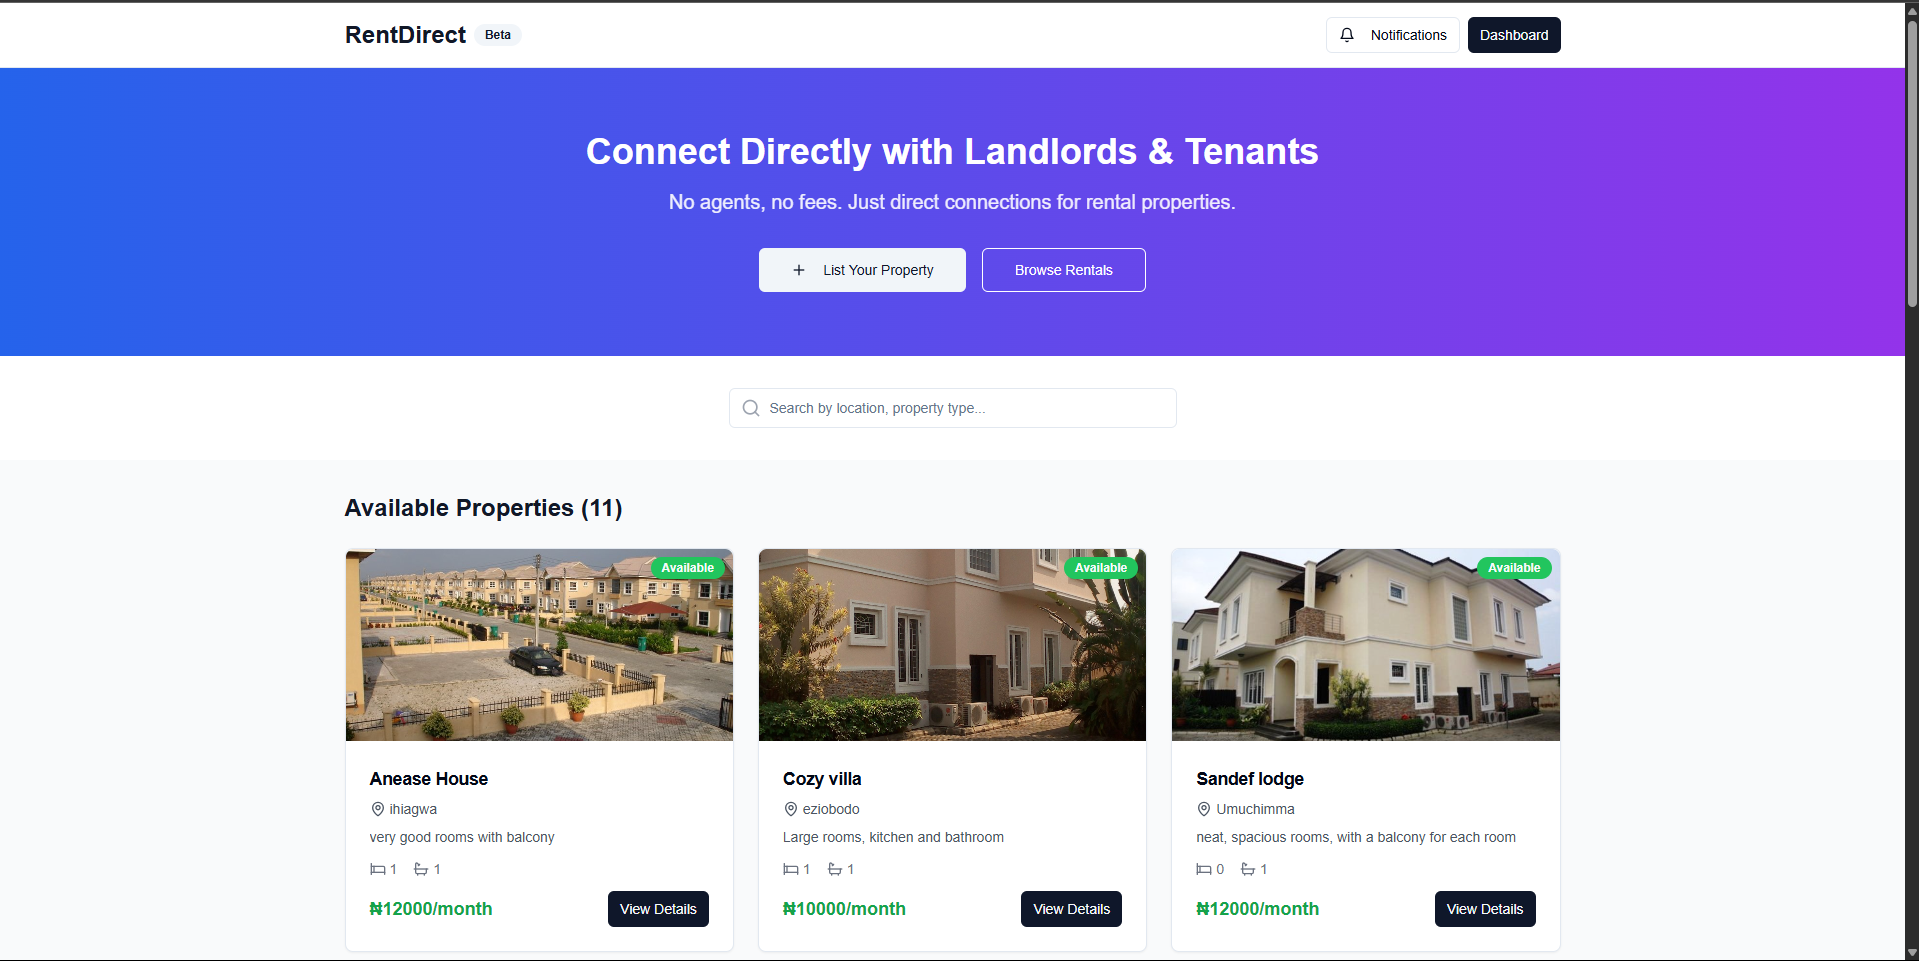 RentDirect Beta
Notifications Dashboard
Connect Directly with Landlords & Tenants
No agents, no fees. Just direct connections for rental properties.
List Your Property Browse Rentals
Search by location, property type...
Available Properties (11)
Available
Anease House
ihiagwa
very good rooms with balcony
1 1
₦12000/month View Details
Available
Cozy villa
eziobodo
Large rooms, kitchen and bathroom
1 1
₦10000/month View Details
Available
Sandef lodge
Umuchimma
neat, spacious rooms, with a balcony for each room
0 1
₦12000/month View Details